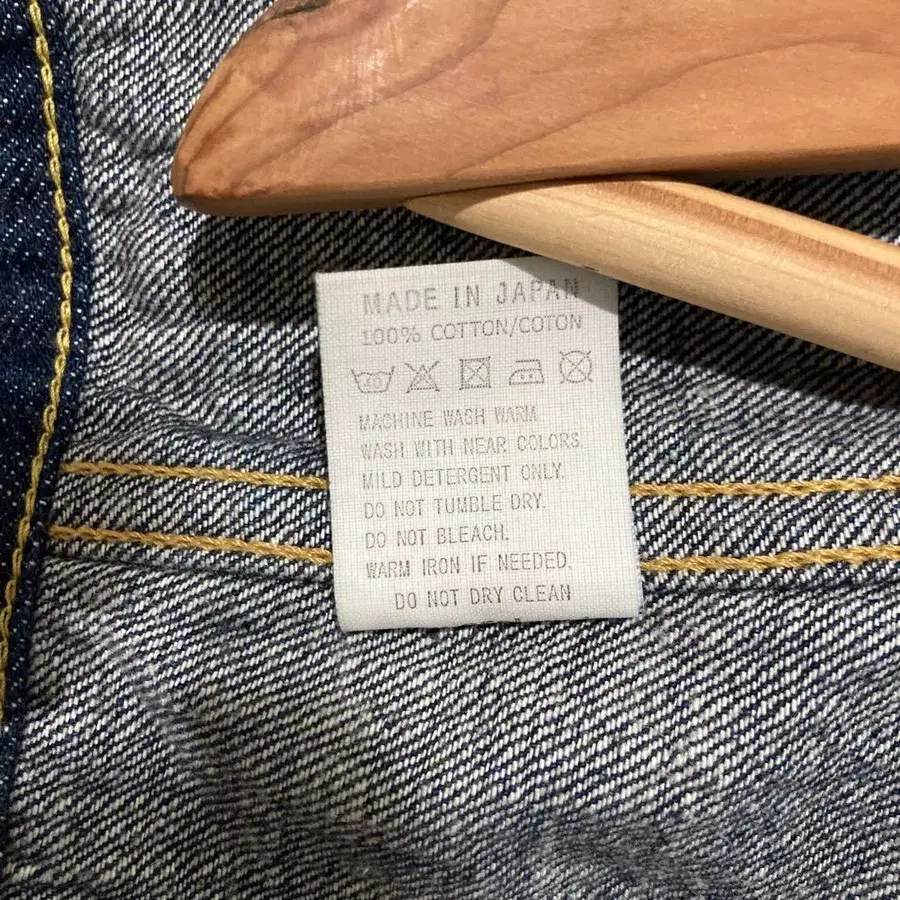 MADE IN JAPAN
100% COTTON/COTON
40
MACHINE WASH WARM
WASH WITH NEAR COLORS.
MILD DETERGENT ONLY.
DO NOT TUMBLE DRY.
DO NOT BLEACH.
WARM IRON IF NEEDED.
DO NOT DRY CLEAN